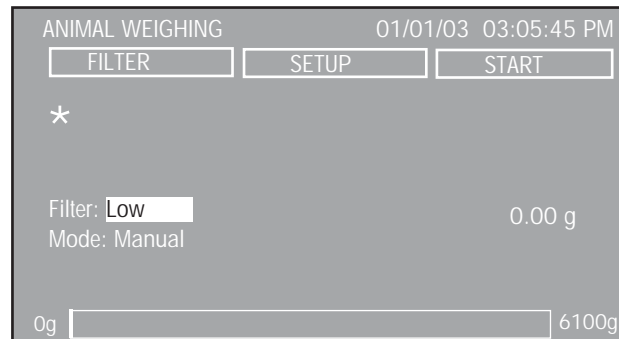 ANIMAL WEIGHING 01/01/03 03:05:45 PM
FILTER SETUP START
*
Filter: Low 0.00 g
Mode: Manual
0g 6100g